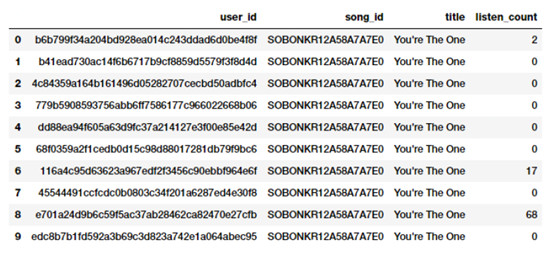 user_id song_id title listen_count
0 b6b799f34a204bd928ea014c243ddad6d0be4f8f SOBONKR12A58A7A7E0 You're The One 2
1 b41ead730ac14f6b6717b9cf8859d5579f3f8d4d SOBONKR12A58A7A7E0 You're The One 0
2 4c84359a164b161496d05282707cecbd50adbfc4 SOBONKR12A58A7A7E0 You're The One 0
3 779b5908593756abb6ff7586177c966022668b06 SOBONKR12A58A7A7E0 You're The One 0
4 dd88ea94f605a63d9fc37a214127e3f00e85e42d SOBONKR12A58A7A7E0 You're The One 0
5 68f0359a2f1cedb0d15c98d88017281db79f9bc6 SOBONKR12A58A7A7E0 You're The One 0
6 116a4c95d63623a967edf2f3456c90ebbf964e6f SOBONKR12A58A7A7E0 You're The One 17
7 45544491ccfcdc0b0803c34f201a6287ed4e30f8 SOBONKR12A58A7A7E0 You're The One 0
8 e701a24d9b6c59f5ac37ab28462ca82470e27cfb SOBONKR12A58A7A7E0 You're The One 68
9 edc8b7b1fd592a3b69c3d823a742e1a064abec95 SOBONKR12A58A7A7E0 You're The One 0